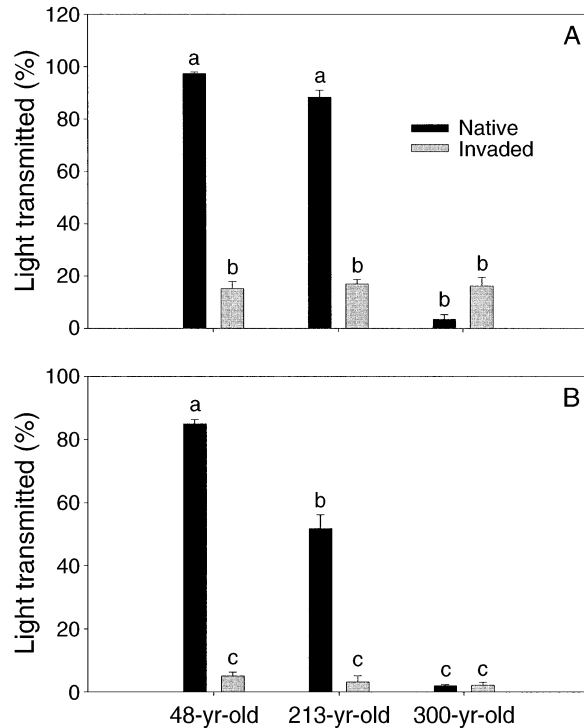 120
A
100
80
60
40
20
0
Light transmitted (%)
a
a
b
b
b
b
Native
Invaded
100
B
80
60
40
20
0
Light transmitted (%)
a
b
c
c
c
c
48-yr-old 213-yr-old 300-yr-old